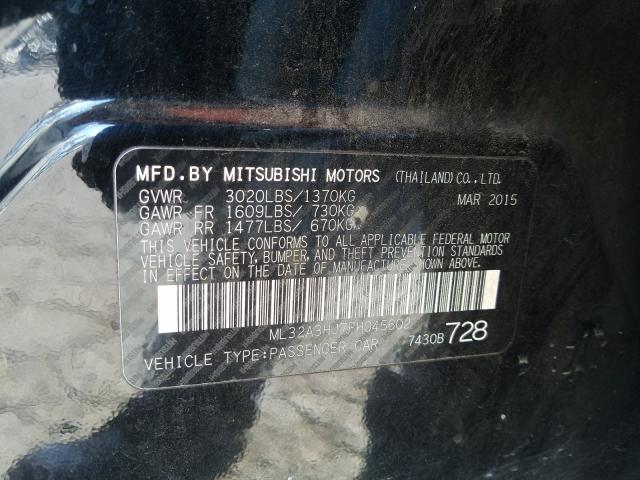 MFD.BY MITSUBISHI MOTORS (THAILAND) CO.,LTD.
GVWR 3020LBS/1370KG MAR 2015
GAWR FR 1609LBS/ 730KG
GAWR RR 1477LBS/ 670KG
THIS VEHICLE CONFORMS TO ALL APPLICABLE FEDERAL MOTOR
VEHICLE SAFETY, BUMPER, AND THEFT PREVENTION STANDARDS
IN EFFECT ON THE DATE OF MANUFACTURE SHOWN ABOVE.
ML32A3HJ7FH045602
VEHICLE TYPE:PASSENGER CAR 7430B 728